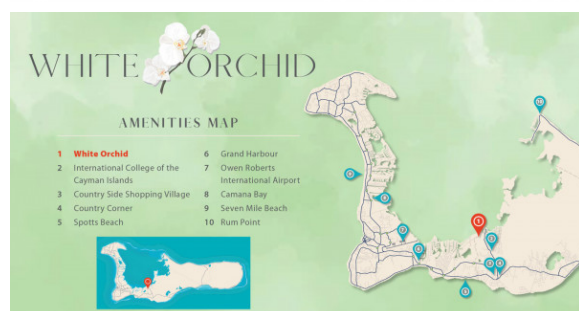 WHITE ORCHID
AMENITIES MAP
1 White Orchid
2 International College of the
Cayman Islands
3 Country Side Shopping Village
4 Country Corner
5 Spotts Beach
6 Grand Harbour
7 Owen Roberts
International Airport
8 Camana Bay
9 Seven Mile Beach
10 Rum Point
1